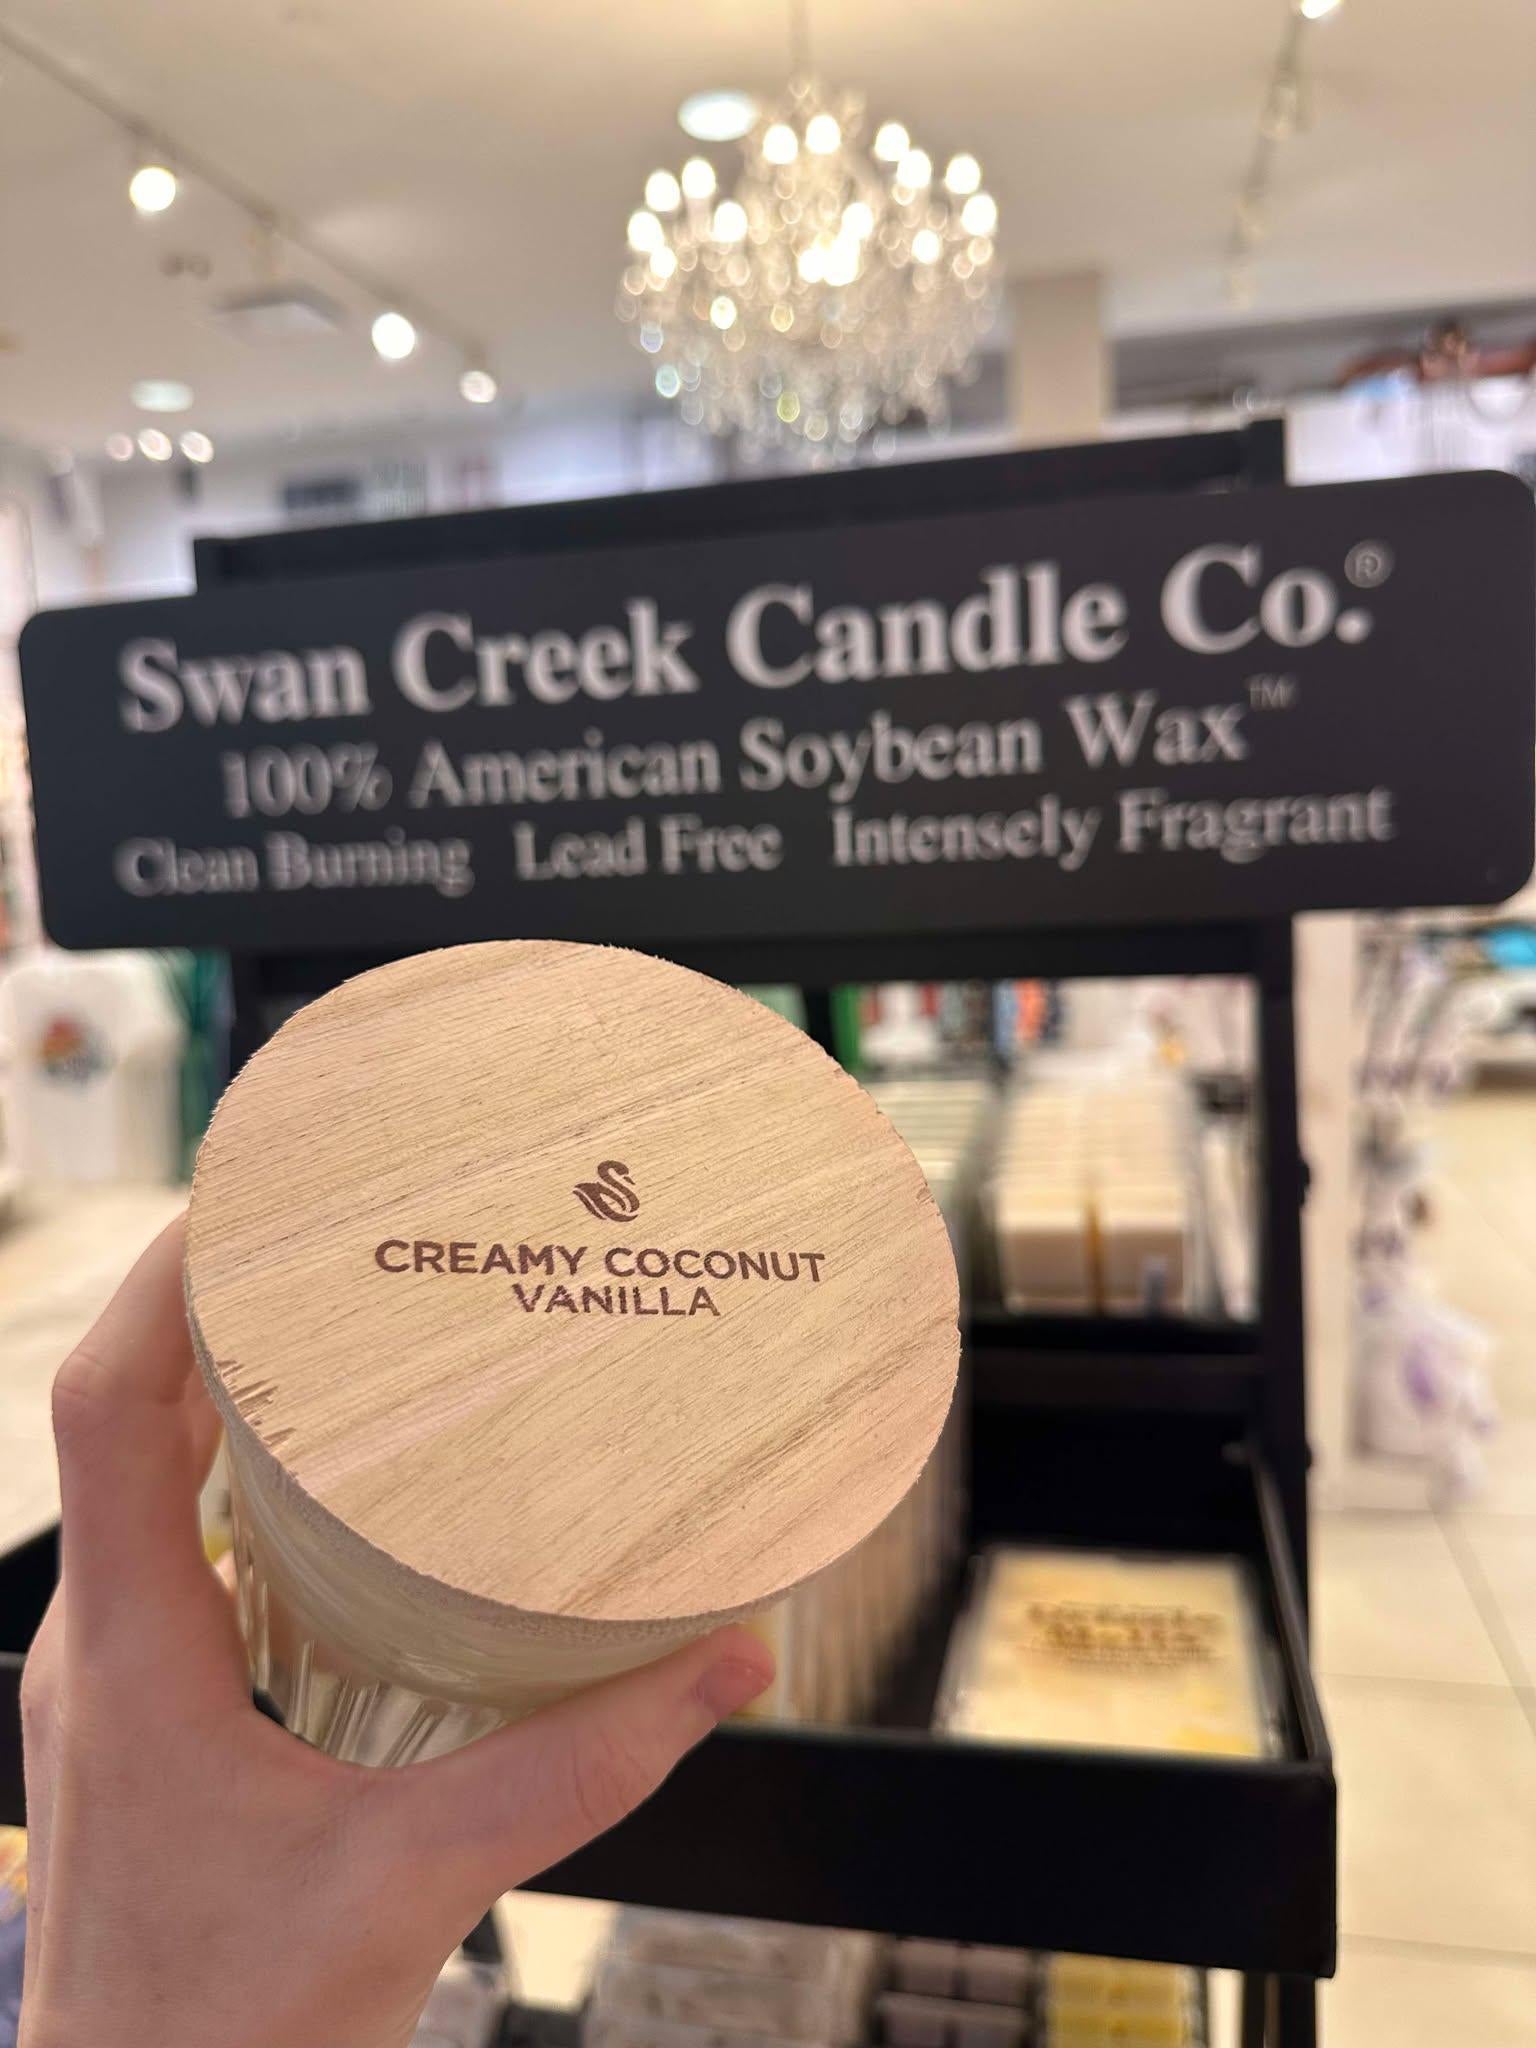 Swan Creek Candle Co.®
100% American Soybean Wax™
Clean Burning Lead Free Intensely Fragrant
CREAMY COCONUT
VANILLA